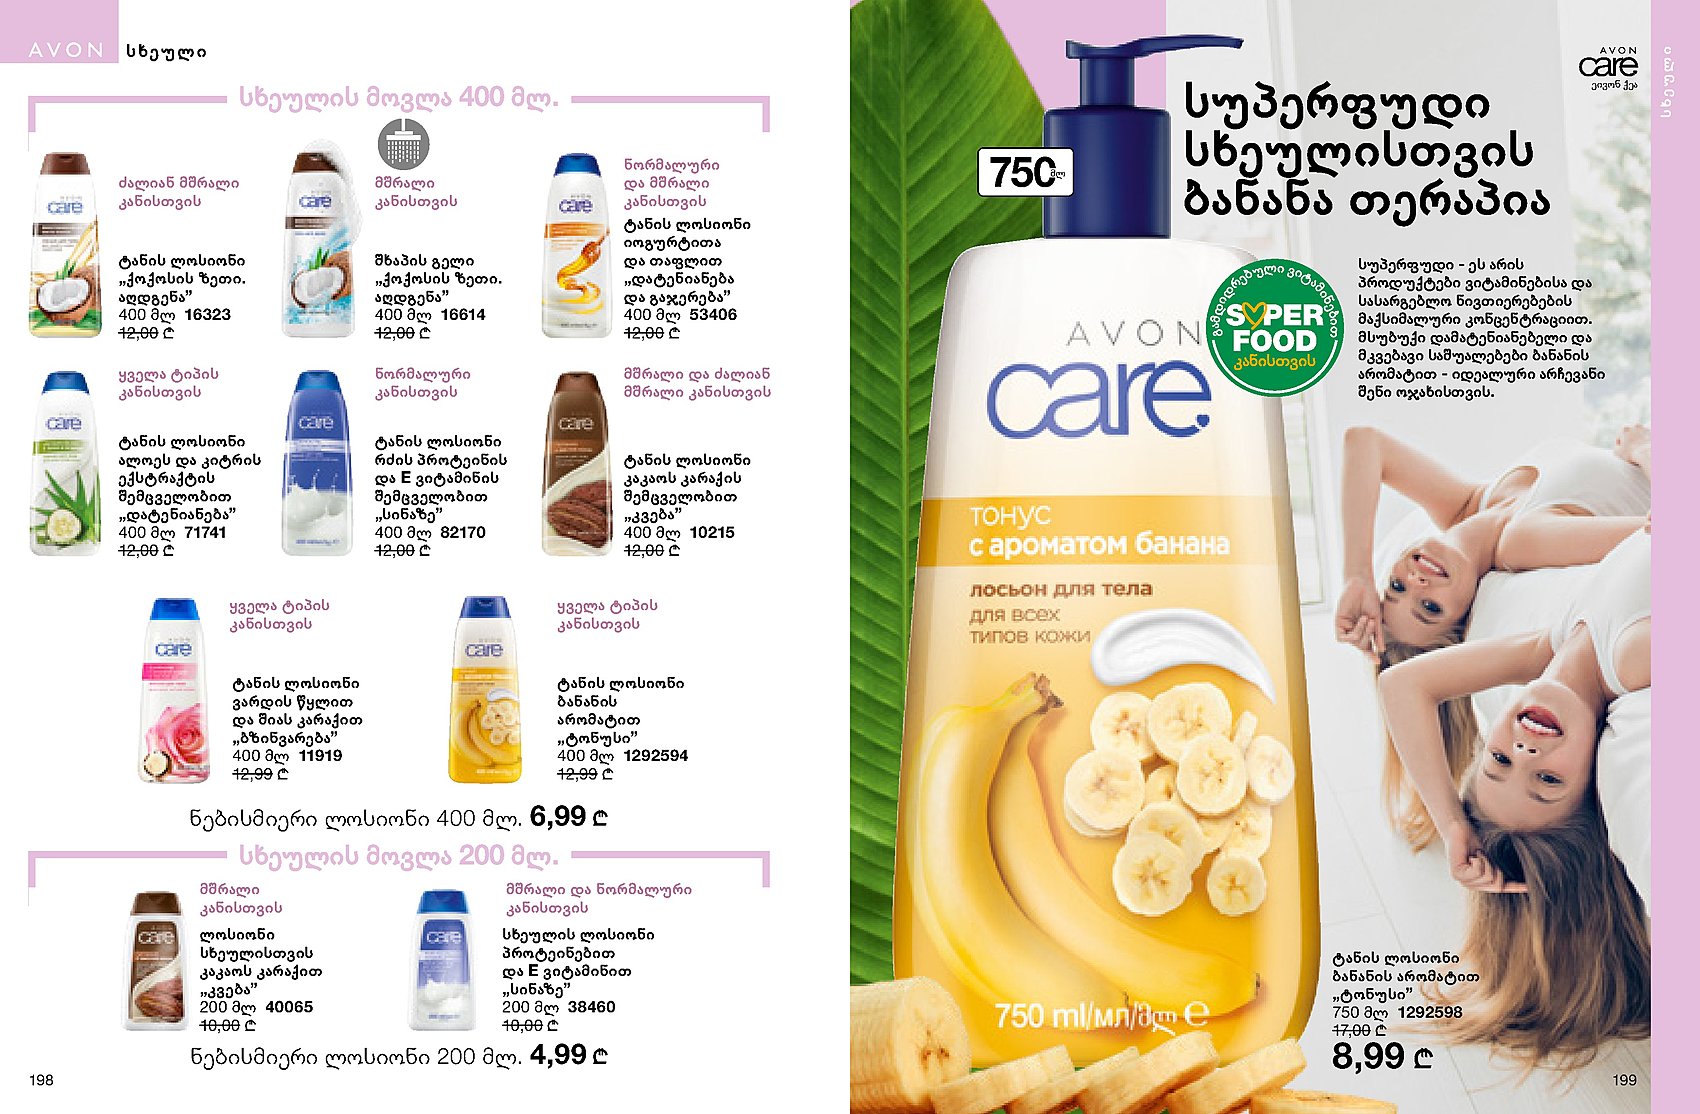 AVON სხეული
სხეულის მოვლა 400 მლ.
ძალიან მშრალი
კანისთვის
ტანის ლოსიონი
„ქოქოსის ზეთი.
აღდგენა”
400 მლ 16323
12,00 ₾
მშრალი
კანისთვის
შხაპის გელი
„ქოქოსის ზეთი.
აღდგენა”
400 მლ 16614
12,00 ₾
ნორმალური
და მშრალი
კანისთვის
ტანის ლოსიონი
იოგურტითა
და თაფლით
„დატენიანება
და გაჯერება”
400 მლ 53406
12,00 ₾
ყველა ტიპის
კანისთვის
ტანის ლოსიონი
ალოეს და კიტრის
ექსტრაქტის
შემცველობით
„დატენიანება”
400 მლ 71741
12,00 ₾
ნორმალური
კანისთვის
ტანის ლოსიონი
რძის პროტეინის
და E ვიტამინის
შემცველობით
„სინაზე”
400 მლ 82170
12,00 ₾
მშრალი და ძალიან
მშრალი კანისთვის
ტანის ლოსიონი
კაკაოს კარაქის
შემცველობით
„კვება”
400 მლ 10215
12,00 ₾
ყველა ტიპის
კანისთვის
ტანის ლოსიონი
ვარდის წყლით
და შიას კარაქით
„ბზინვარება”
400 მლ 11919
12,99 ₾
ყველა ტიპის
კანისთვის
ტანის ლოსიონი
ბანანის
არომატით
„ტონუსი”
400 მლ 1292594
12,99 ₾
ნებისმიერი ლოსიონი 400 მლ. 6,99 ₾
სხეულის მოვლა 200 მლ.
მშრალი
კანისთვის
ლოსიონი
სხეულისთვის
კაკაოს კარაქით
„კვება”
200 მლ 40065
10,00 ₾
მშრალი და ნორმალური
კანისთვის
სხეულის ლოსიონი
პროტეინებით
და E ვიტამინით
„სინაზე”
200 მლ 38460
10,00 ₾
ნებისმიერი ლოსიონი 200 მლ. 4,99 ₾
198
AVON
care
ეივონ ქეა
სხეული
სუპერფუდი
სხეულისთვის
ბანანა თერაპია
750 მლ
სუპერფუდი - ეს არის
პროდუქტები ვიტამინებისა და
სასარგებლო ნივთიერებების
მაქსიმალური კონცენტრაციით.
მსუბუქი დამატენიანებელი და
მკვებავი საშუალებები ბანანის
არომატით - იდეალური არჩევანი
შენი ოჯახისთვის.
გამდიდრებული ვიტამინებით
SUPER
FOOD
კანისთვის
AVON
care
тонус
с ароматом банана
лосьон для тела
для всех
типов кожи
750 ml/мл/მლ e
ტანის ლოსიონი
ბანანის არომატით
„ტონუსი”
750 მლ 1292598
17,00 ₾
8,99 ₾
199